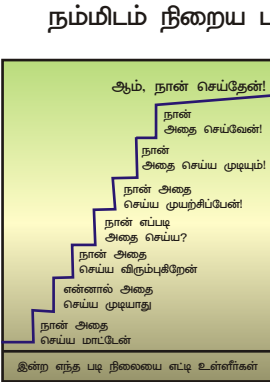 நம்மிடம் நிறைய
ஆம், நான் செய்தேன்!
நான்
அதை செய்வேன்!
நான்
அதை செய்ய முடியும்!
நான் அதை
செய்ய முயற்சிப்பேன்!
நான் எப்படி
அதை செய்ய?
நான் அதை
செய்ய விரும்புகிறேன்
என்னால் அதை
செய்ய முடியாது
நான் அதை
செய்ய மாட்டேன்
இன்ற எந்த படி நிலையை எட்டி உள்ளீர்கள்